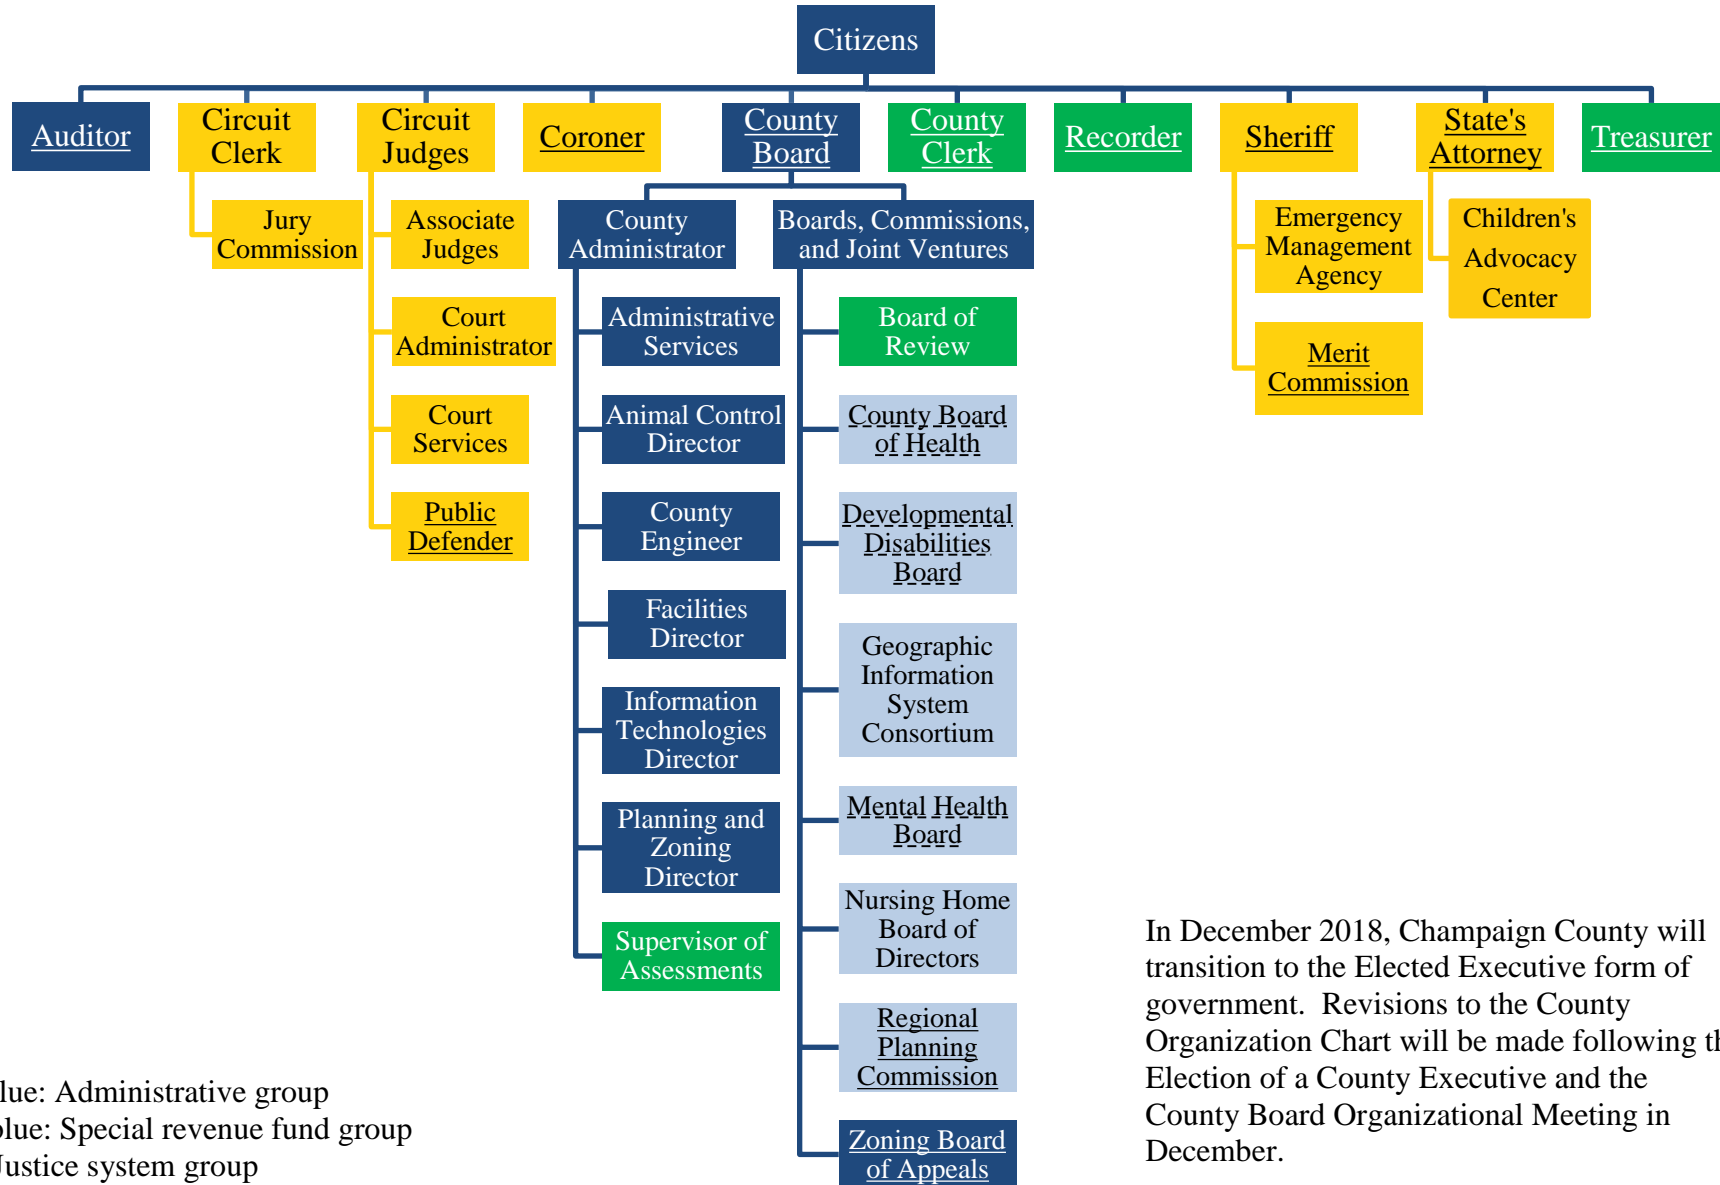 Citizens
Auditor
Circuit
Clerk
Circuit
Judges
Coroner
County
Board
County
Clerk
Recorder
Sheriff
State's
Attorney
Treasurer
Jury
Commission
Associate
Judges
Court
Administrator
Court
Services
Public
Defender
County
Administrator
Administrative
Services
Animal Control
Director
County
Engineer
Facilities
Director
Information
Technologies
Director
Planning and
Zoning
Director
Supervisor of
Assessments
Boards, Commissions,
and Joint Ventures
Board of
Review
County Board
of Health
Developmental
Disabilities
Board
Geographic
Information
System
Consortium
Mental Health
Board
Nursing Home
Board of
Directors
Regional
Planning
Commission
Zoning Board
of Appeals
Emergency
Management
Agency
Merit
Commission
Children's
Advocacy
Center
In December 2018, Champaign County will
transition to the Elected Executive form of
government. Revisions to the County
Organization Chart will be made following th
Election of a County Executive and the
County Board Organizational Meeting in
December.
lue: Administrative group
blue: Special revenue fund group
Justice system group